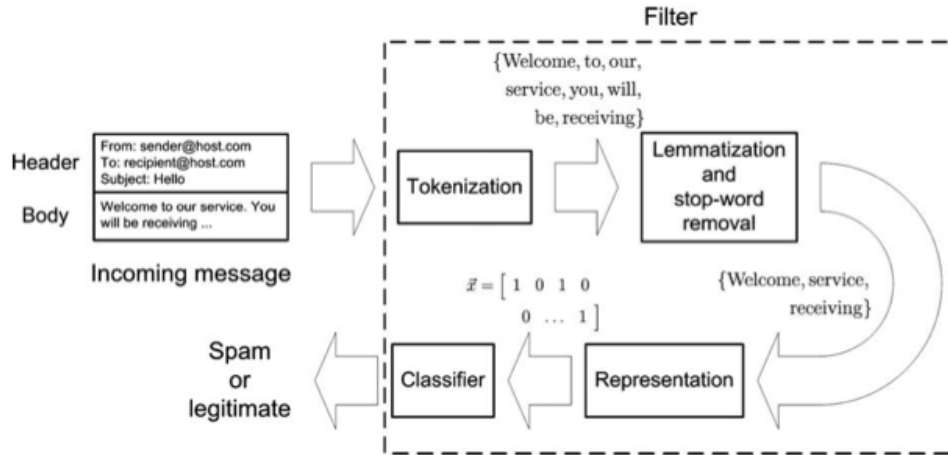 Filter
{Welcome, to, our,
service, you, will,
be, receiving}
Header
From: sender@host.com
To: recipient@host.com
Subject: Hello
Body
Welcome to our service. You
will be receiving ...
Incoming message
Tokenization
Lemmatization
and
stop-word
removal
{Welcome, service,
receiving}
Representation
x⃗ = [ 1 0 1 0
0 … 1 ]
Classifier
Spam
or
legitimate